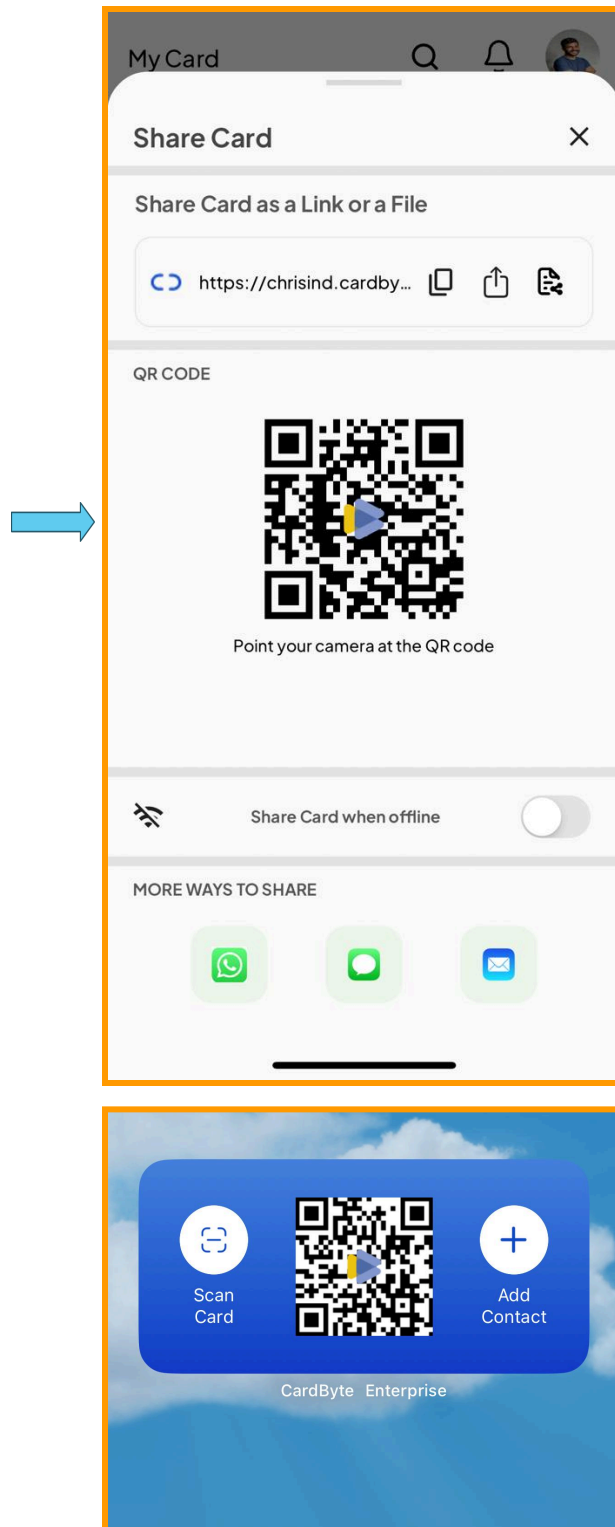 My Card
Share Card
Share Card as a Link or a File
https://chrisind.cardby...
QR CODE
Point your camera at the QR code
Share Card when offline
MORE WAYS TO SHARE
Scan
Card
Add
Contact
CardByte Enterprise